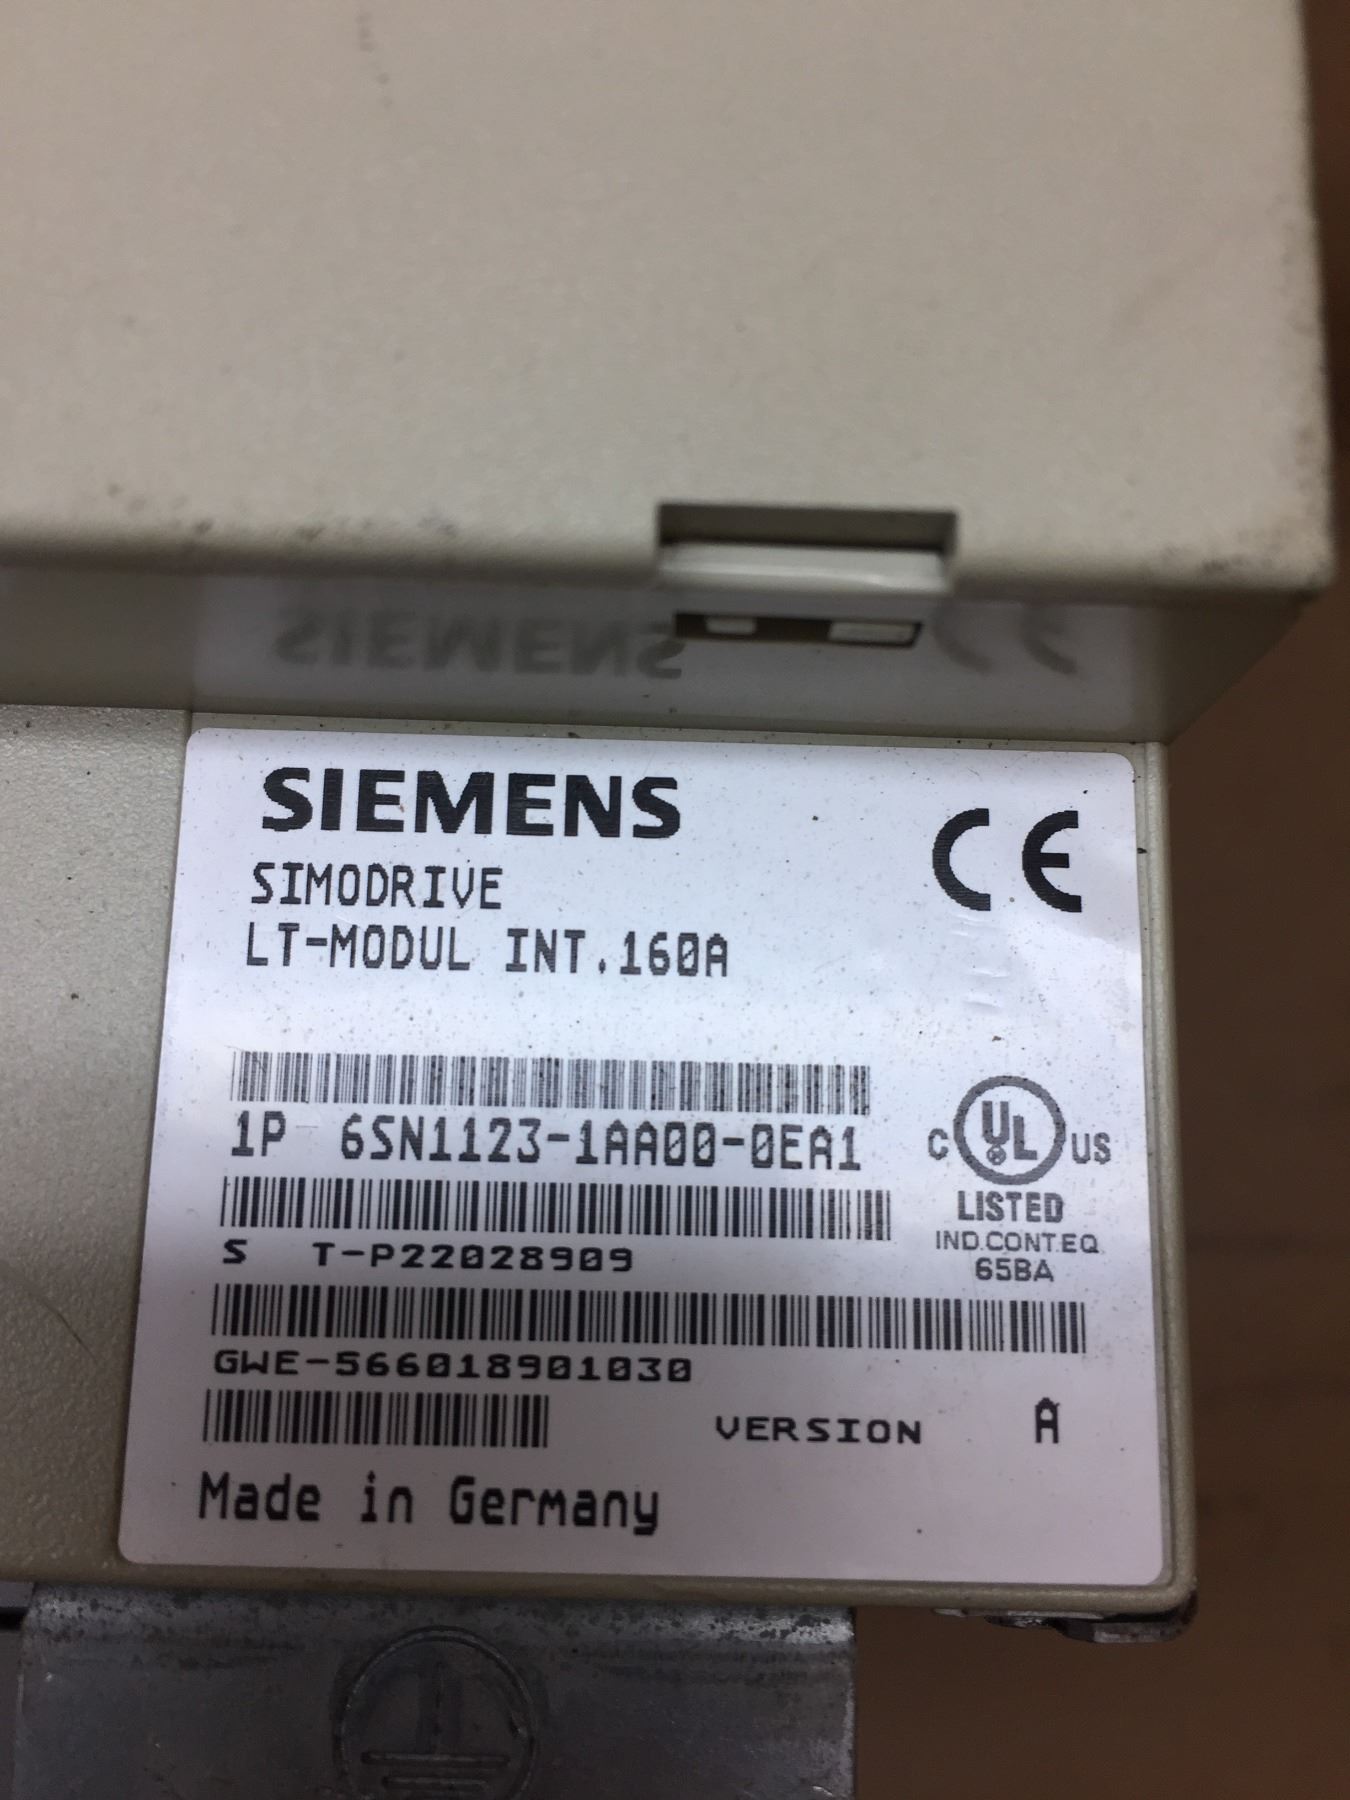 SIEMENS
CE
SIMODRIVE
LT-MODUL INT.160A
1P 6SN1123-1AA00-0EA1
C UL US
®
LISTED
IND.CONT.EQ.
65BA
S T-P22028909
GWE-566018901030
VERSION A
Made in Germany